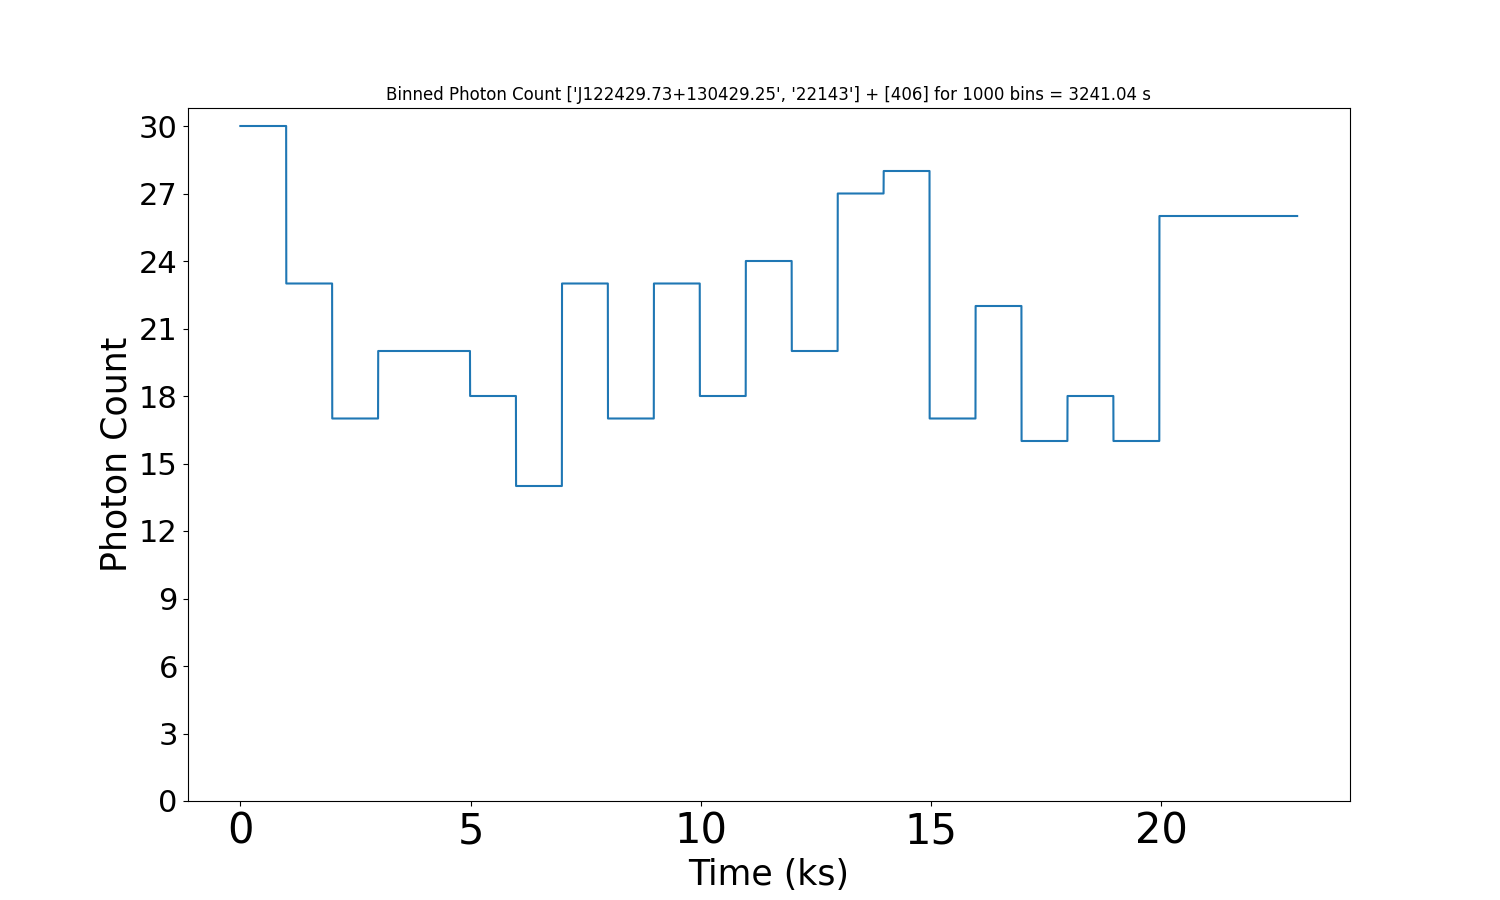 Binned Photon Count ['J122429.73+130429.25', '22143'] + [406] for 1000 bins = 3241.04 s
30
27
24
21
18
15
12
9
6
3
0
Photon Count
0 5 10 15 20
Time (ks)